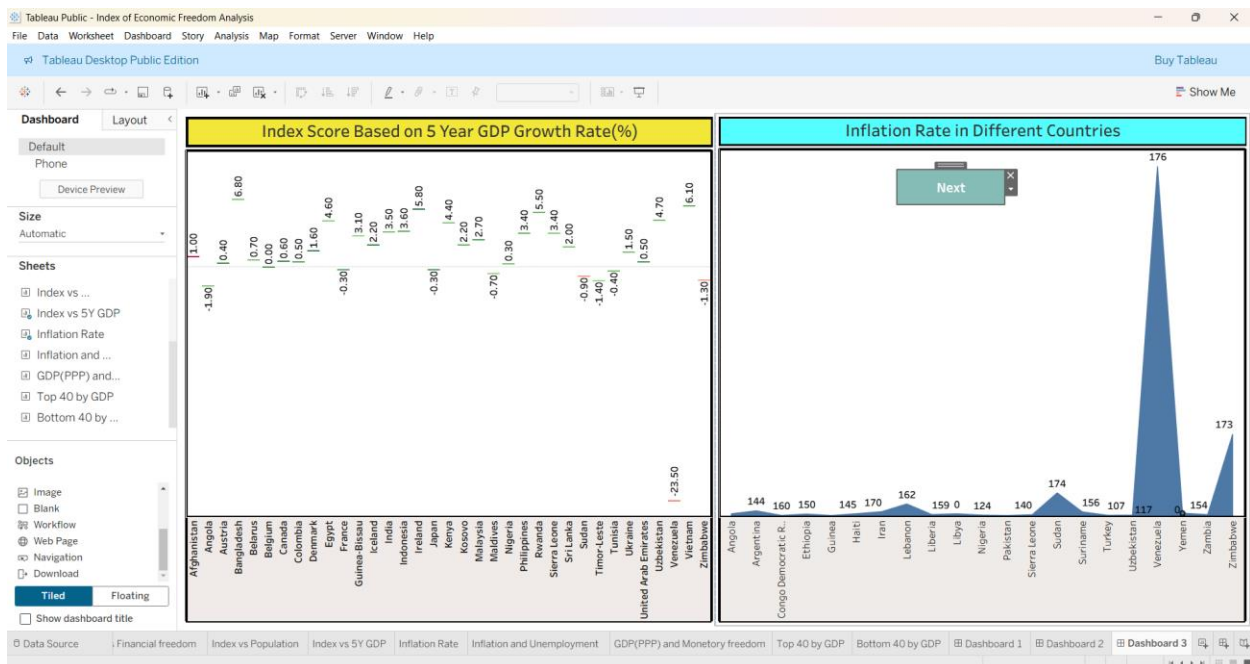 Tableau Public - Index of Economic Freedom Analysis
File Data Worksheet Dashboard Story Analysis Map Format Server Window Help
Tableau Desktop Public Edition
Buy Tableau
Show Me
Dashboard Layout
Default
Phone
Device Preview
Size
Automatic
Sheets
Index vs ...
Index vs 5Y GDP
Inflation Rate
Inflation and ...
GDP(PPP) and...
Top 40 by GDP
Bottom 40 by ...
Objects
Image
Blank
Workflow
Web Page
Navigation
Download
Tiled Floating
Show dashboard title
Index Score Based on 5 Year GDP Growth Rate(%)
1.00
-1.90
0.40
6.80
0.70
0.00
0.60
0.50
1.60
4.60
-0.30
3.10
2.20
3.50
3.60
5.80
-0.30
4.40
2.20
2.70
-0.70
0.30
3.40
5.50
3.40
2.00
-0.90
-1.40
-0.40
1.50
0.50
4.70
-23.50
6.10
-1.30
Afghanistan
Angola
Austria
Bangladesh
Belarus
Belgium
Canada
Colombia
Denmark
Egypt
France
Guinea-Bissau
Iceland
India
Indonesia
Ireland
Japan
Kenya
Kosovo
Malaysia
Maldives
Nigeria
Philippines
Rwanda
Sierra Leone
Sri Lanka
Sudan
Timor-Leste
Tunisia
Ukraine
United Arab Emirates
Uzbekistan
Venezuela
Vietnam
Zimbabwe
Inflation Rate in Different Countries
Next
144
160
150
145
170
162
159
0
124
140
174
156
107
117
176
0
154
173
Angola
Argentina
Congo Democratic R..
Ethiopia
Guinea
Haiti
Iran
Lebanon
Liberia
Libya
Nigeria
Pakistan
Sierra Leone
Sudan
Suriname
Turkey
Uzbekistan
Venezuela
Yemen
Zambia
Zimbabwe
Data Source Financial freedom Index vs Population Index vs 5Y GDP Inflation Rate Inflation and Unemployment GDP(PPP) and Monetory freedom Top 40 by GDP Bottom 40 by GDP Dashboard 1 Dashboard 2 Dashboard 3